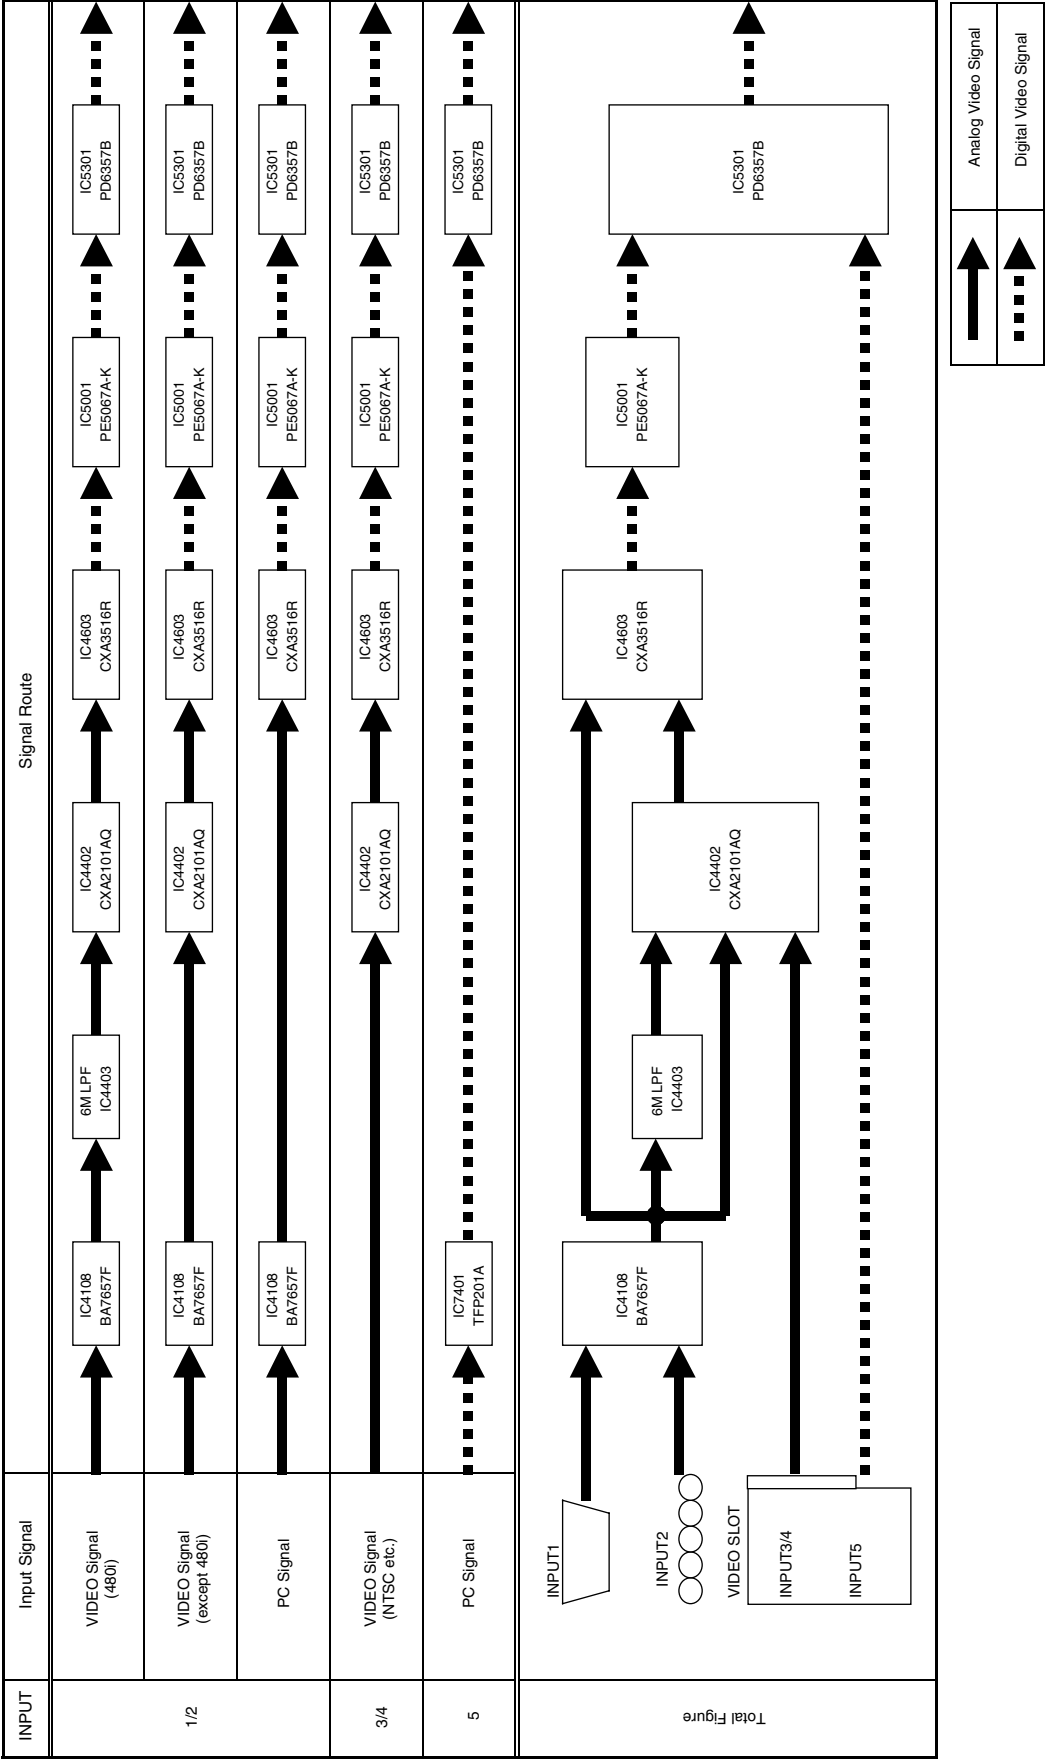 INPUT
Input Signal
Signal Route
1/2
VIDEO Signal
(480i)
IC4108
BA7657F
6M LPF
IC4403
IC4402
CXA2101AQ
IC4603
CXA3516R
IC5001
PE5067A-K
IC5301
PD6357B
VIDEO Signal
(except 480i)
IC4108
BA7657F
IC4402
CXA2101AQ
IC4603
CXA3516R
IC5001
PE5067A-K
IC5301
PD6357B
PC Signal
IC4108
BA7657F
IC4603
CXA3516R
IC5001
PE5067A-K
IC5301
PD6357B
3/4
VIDEO Signal
(NTSC etc.)
IC4402
CXA2101AQ
IC4603
CXA3516R
IC5001
PE5067A-K
IC5301
PD6357B
5
PC Signal
IC7401
TFP201A
IC5301
PD6357B
Total Figure
INPUT1
INPUT2
VIDEO SLOT
INPUT3/4
INPUT5
IC4108
BA7657F
6M LPF
IC4403
IC4402
CXA2101AQ
IC4603
CXA3516R
IC5001
PE5067A-K
IC5301
PD6357B
Analog Video Signal
Digital Video Signal